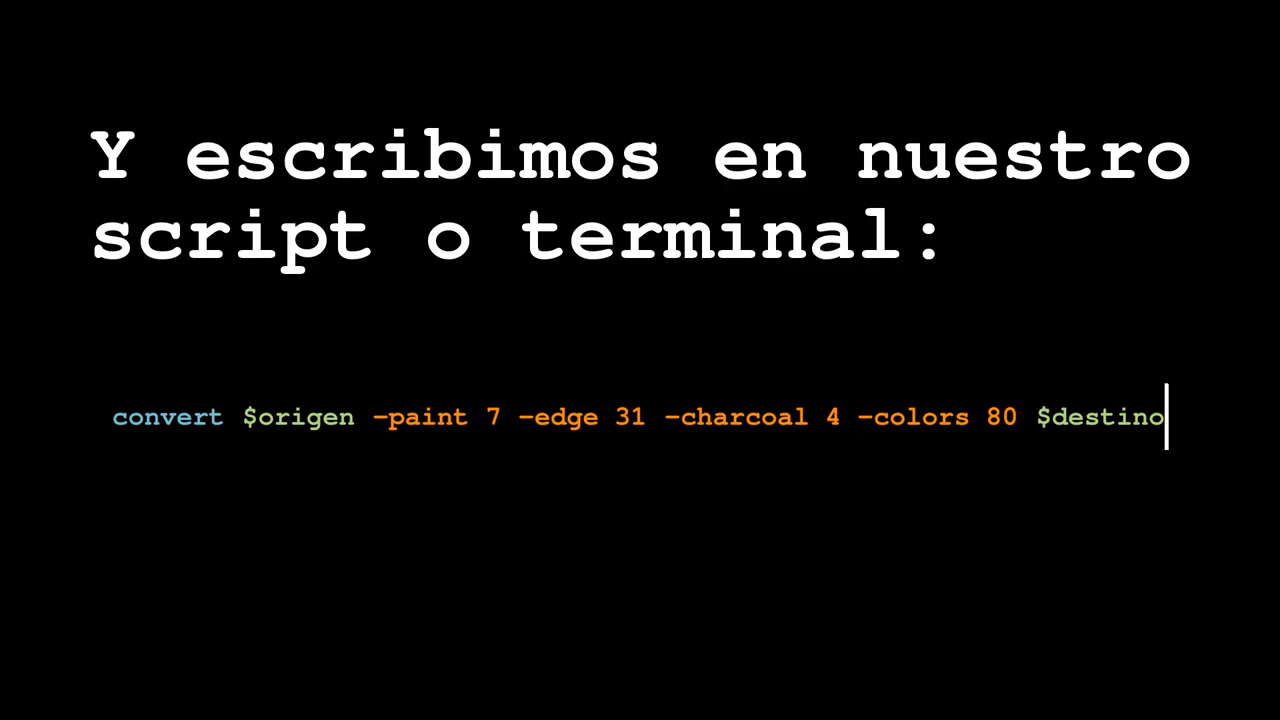 Y escribimos en nuestro
script o terminal:
convert $origen −paint 7 −edge 31 −charcoal 4 −colors 80 $destino